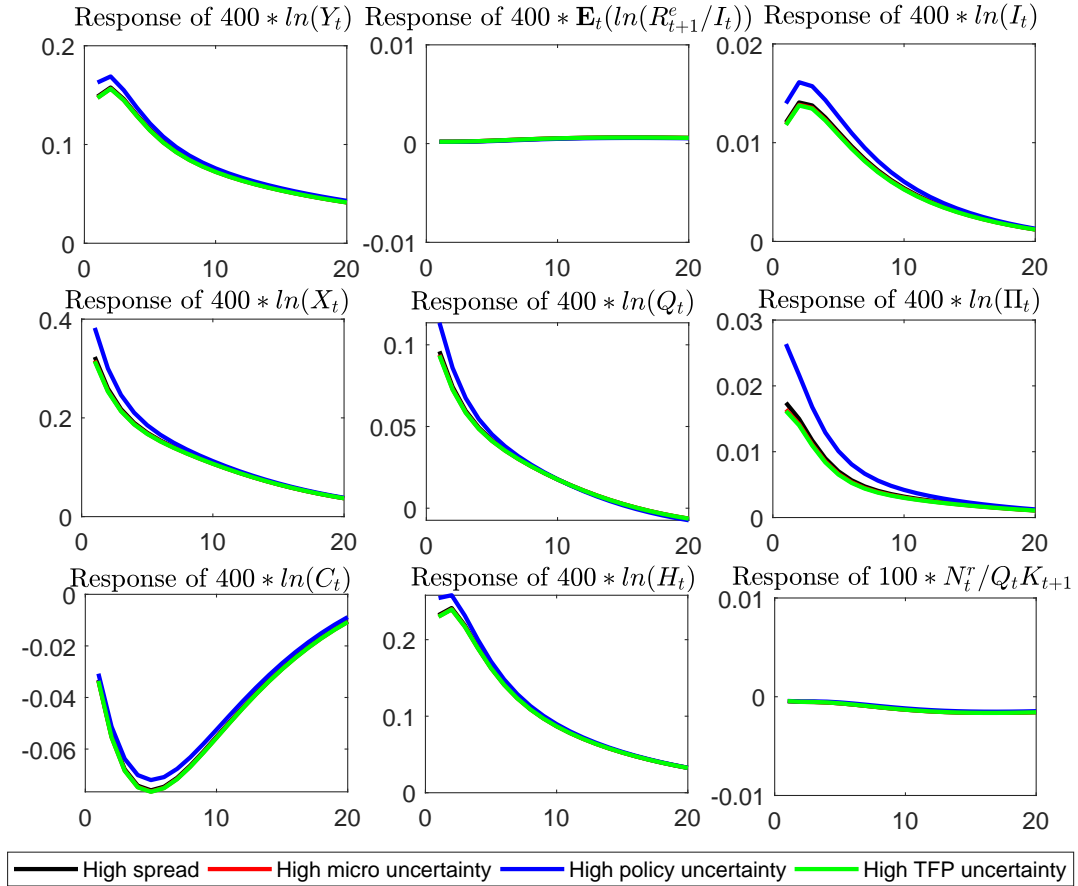 Response of 400 ∗ ln(Y_t) Response of 400 ∗ E_t(ln(R^e_{t+1}/I_t)) Response of 400 ∗ ln(I_t)
0.2 0.01 0.02
0.1 0 0.01
0 -0.01 0
0 10 20 0 10 20 0 10 20
Response of 400 ∗ ln(X_t) Response of 400 ∗ ln(Q_t) Response of 400 ∗ ln(Π_t)
0.4 0.1 0.03
0.2 0.05 0.02
0 0 0.01
0
0 10 20 0 10 20 0 10 20
Response of 400 ∗ ln(C_t) Response of 400 ∗ ln(H_t) Response of 100 ∗ N^r_t/Q_tK_{t+1}
0 0.2 0.01
-0.02 0.1 0
-0.04 0 -0.01
-0.06
0 10 20 0 10 20 0 10 20
High spread High micro uncertainty High policy uncertainty High TFP uncertainty